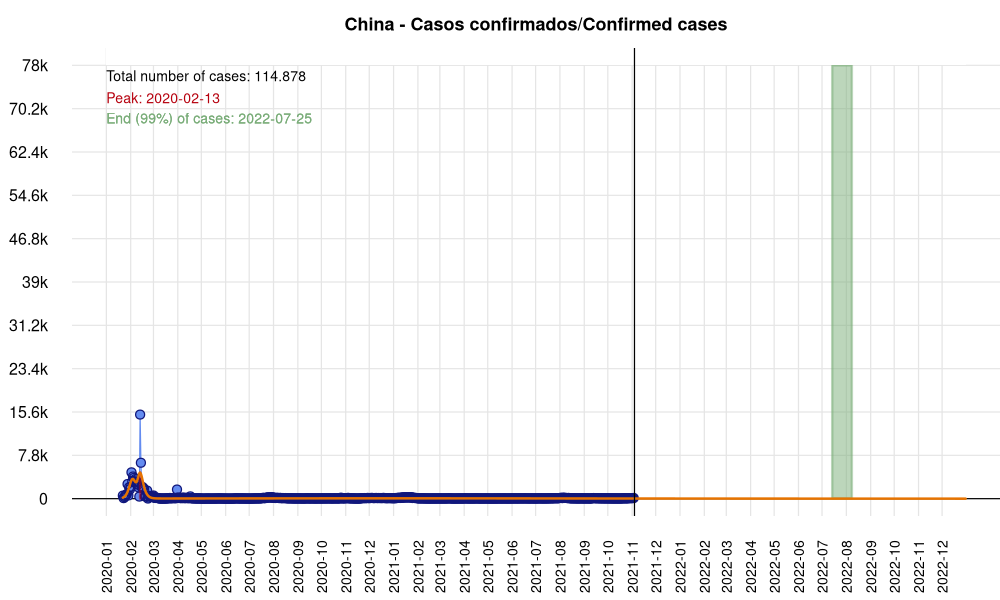 China - Casos confirmados/Confirmed cases
Total number of cases: 114.878
Peak: 2020-02-13
End (99%) of cases: 2022-07-25
78k
70.2k
62.4k
54.6k
46.8k
39k
31.2k
23.4k
15.6k
7.8k
0
2020-01
2020-02
2020-03
2020-04
2020-05
2020-06
2020-07
2020-08
2020-09
2020-10
2020-11
2020-12
2021-01
2021-02
2021-03
2021-04
2021-05
2021-06
2021-07
2021-08
2021-09
2021-10
2021-11
2021-12
2022-01
2022-02
2022-03
2022-04
2022-05
2022-06
2022-07
2022-08
2022-09
2022-10
2022-11
2022-12